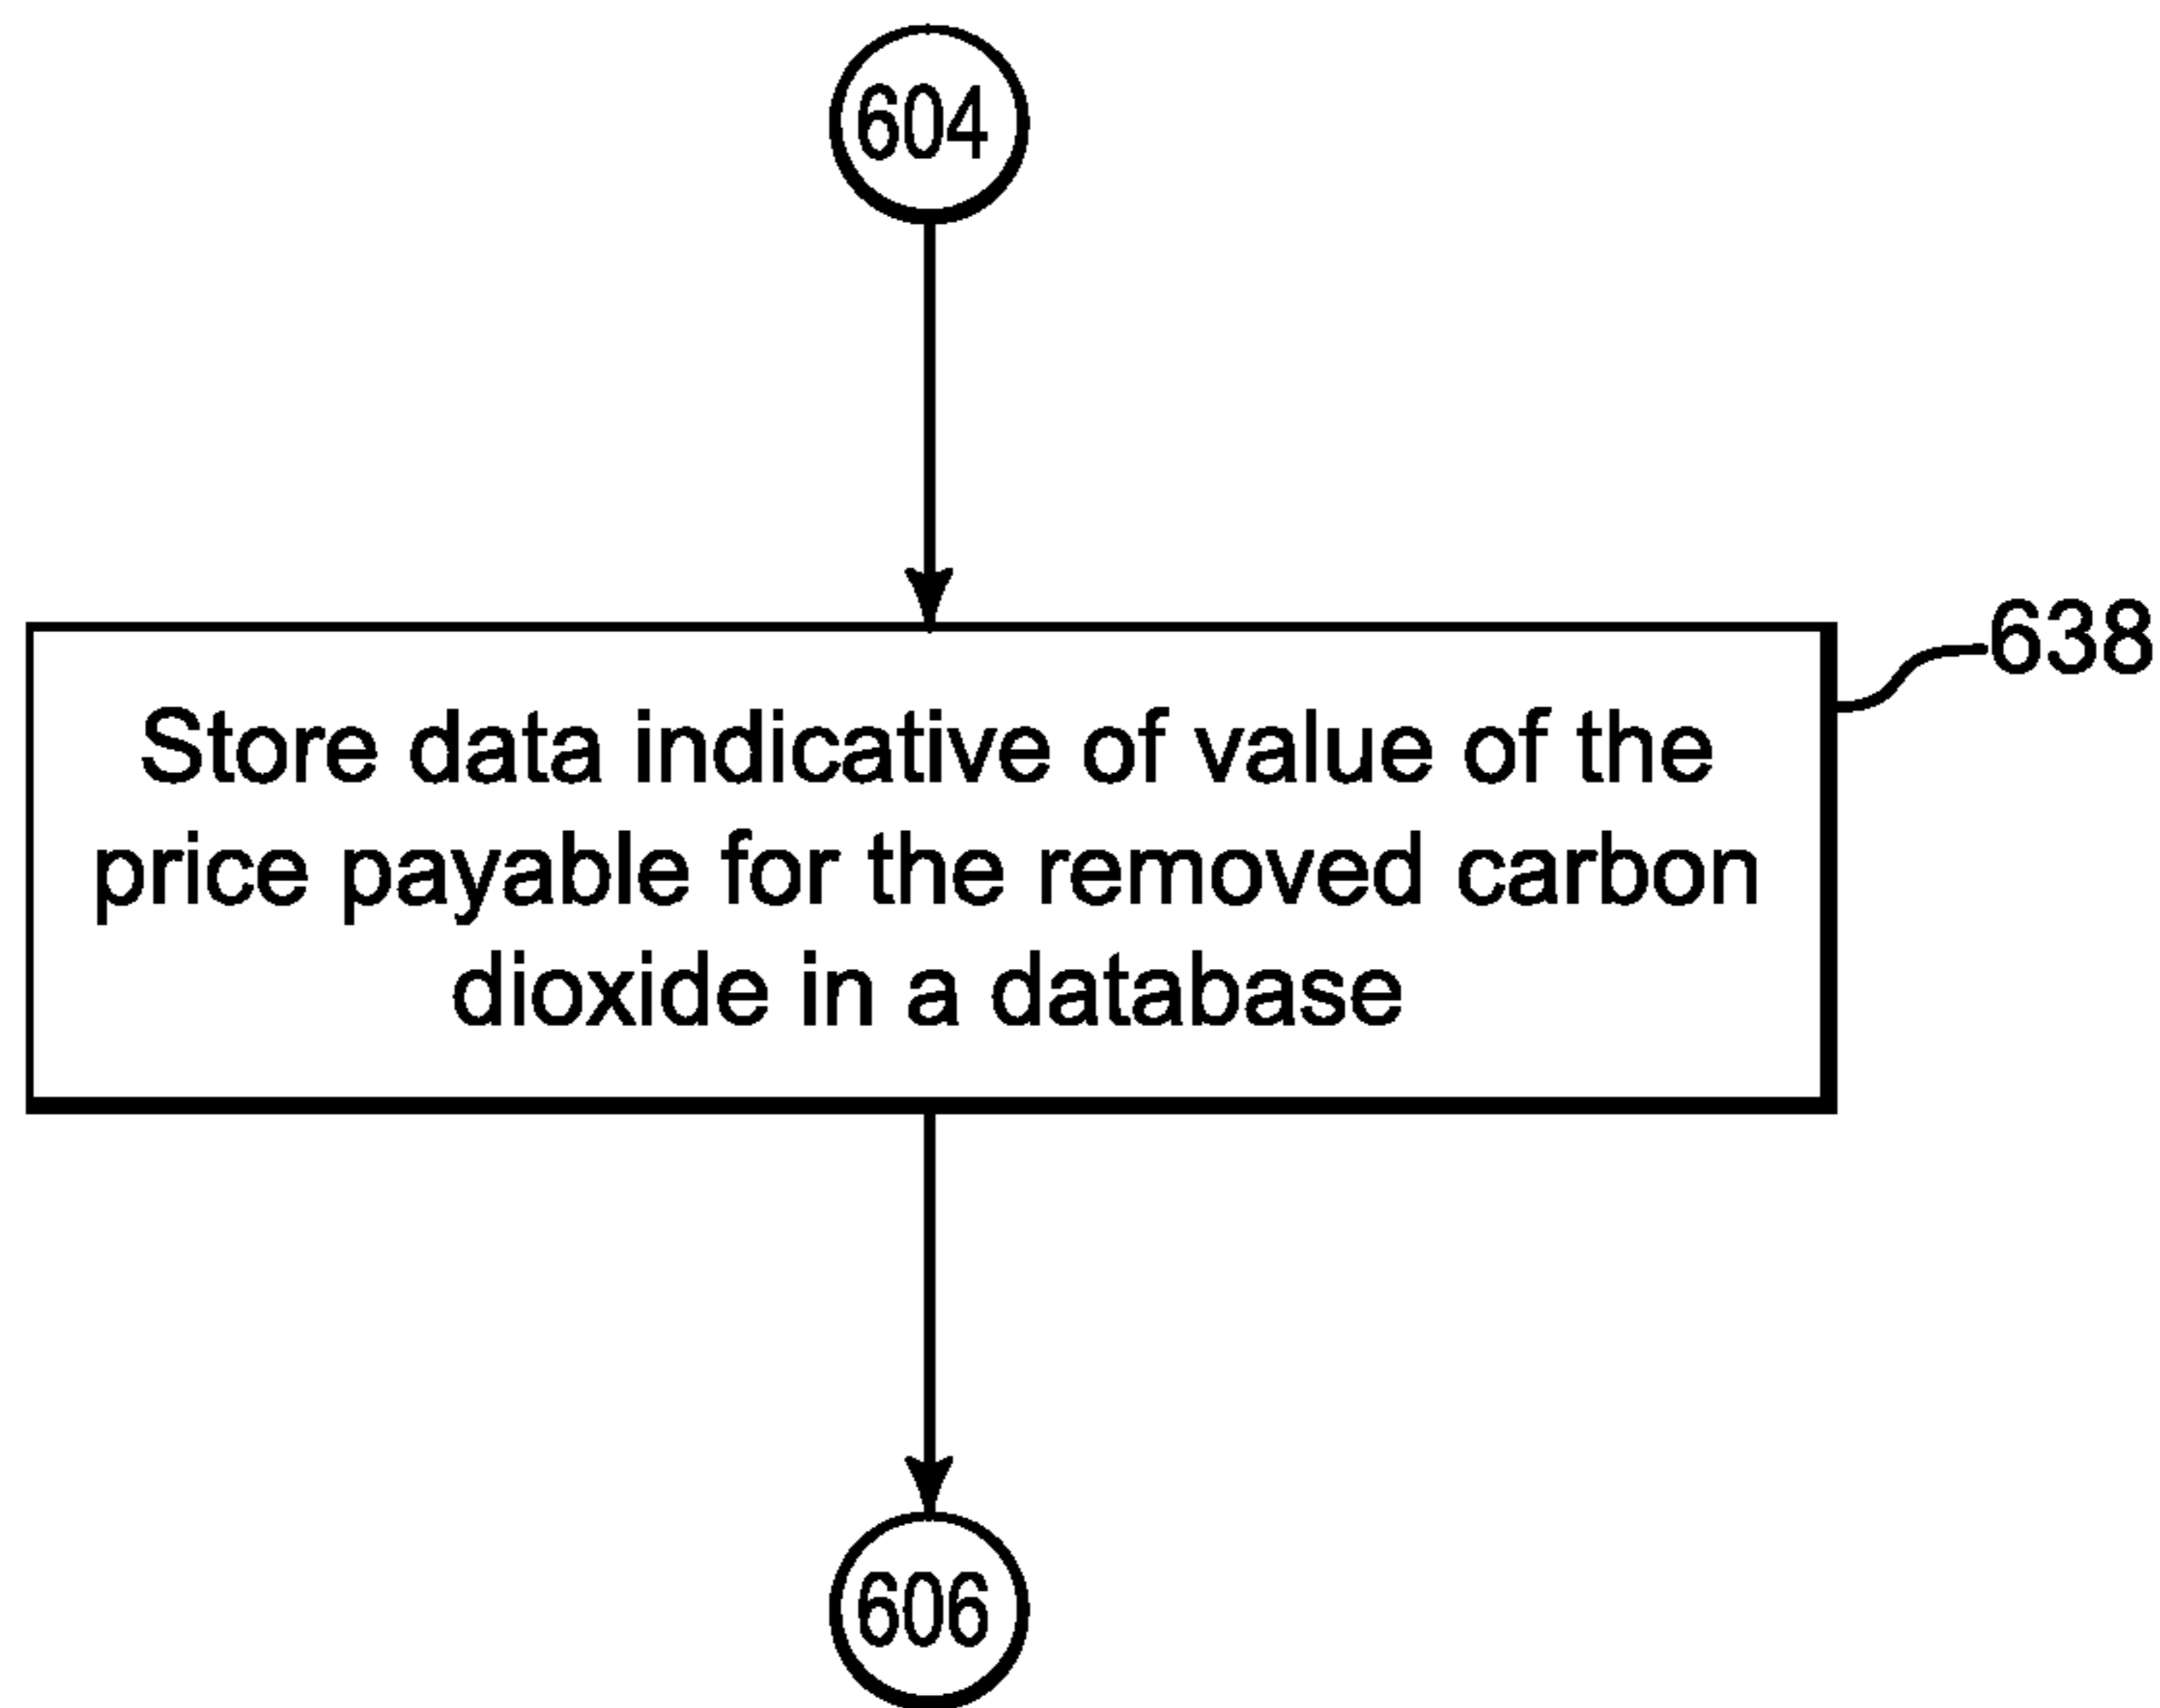 604
638
Store data indicative of value of the
price payable for the removed carbon
dioxide in a database
606